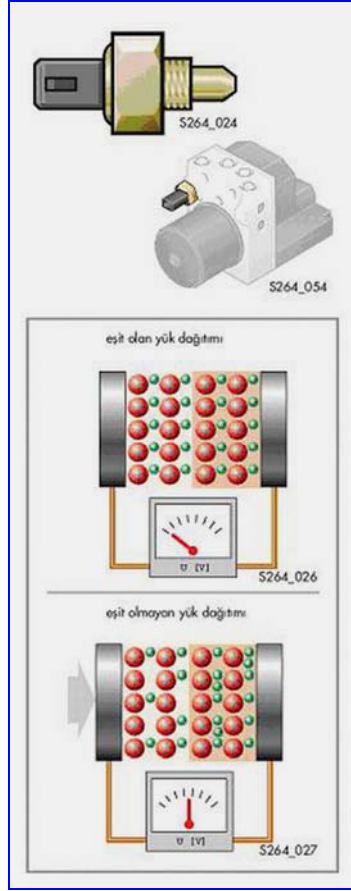 S264_024
S264_054
eşit olan yük dağıtımı
U [V]
S264_026
eşit olmayan yük dağıtımı
U [V]
S264_027